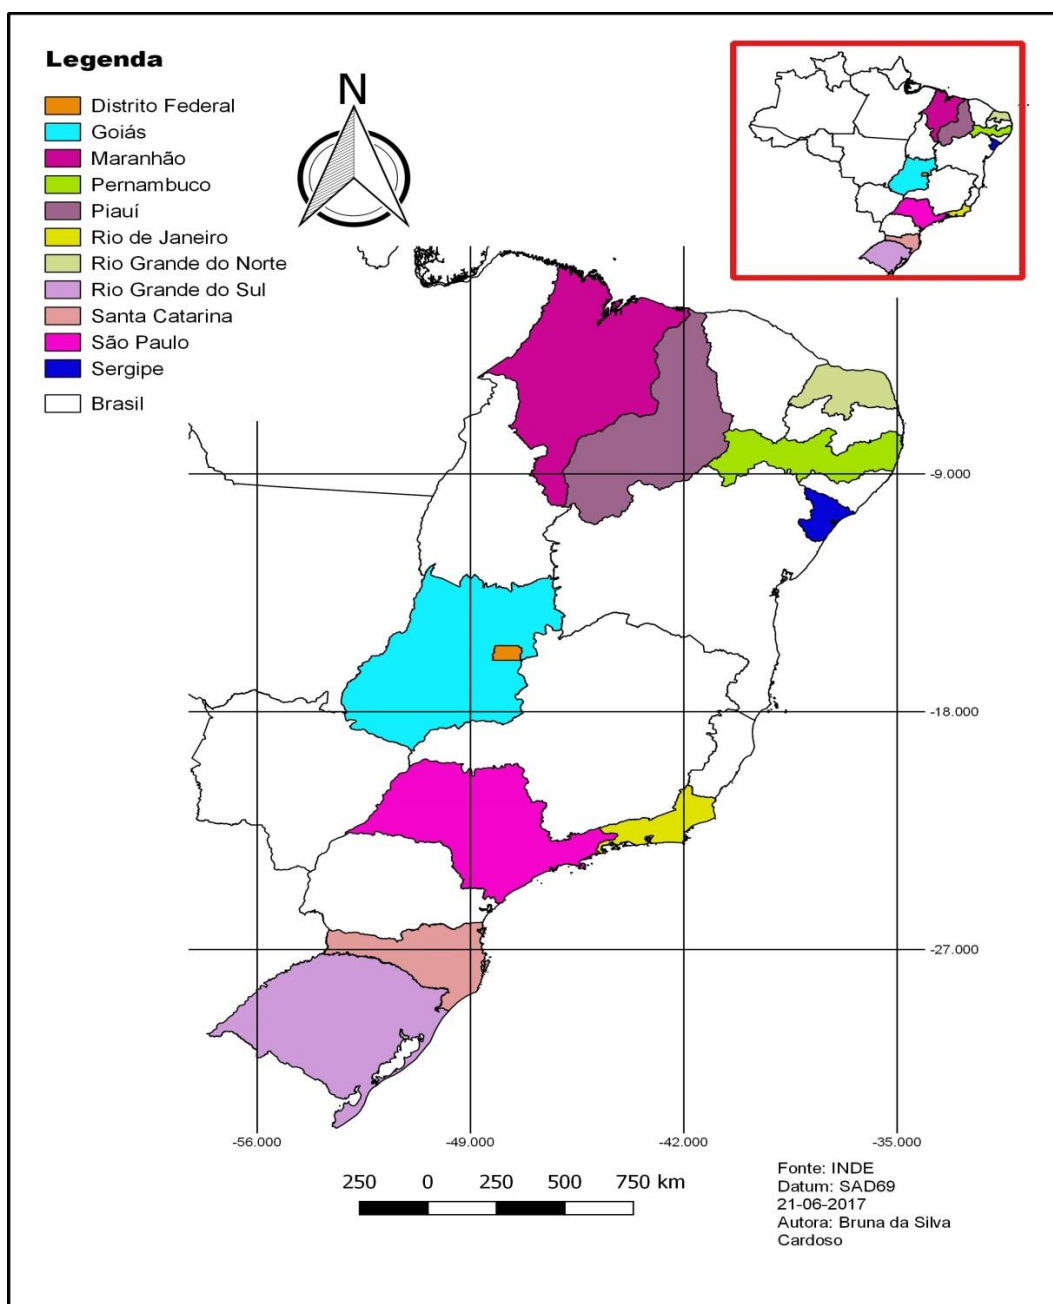 Legenda
Distrito Federal
Goiás
Maranhão
Pernambuco
Piauí
Rio de Janeiro
Rio Grande do Norte
Rio Grande do Sul
Santa Catarina
São Paulo
Sergipe
Brasil
N
-9.000
-18.000
-27.000
-56.000
-49.000
-42.000
-35.000
250 0 250 500 750 km
Fonte: INDE
Datum: SAD69
21-06-2017
Autora: Bruna da Silva
Cardoso